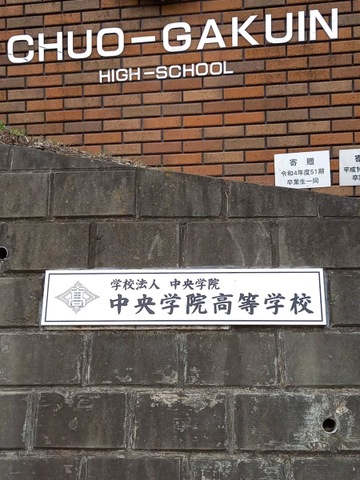 CHUO-GAKUIN
HIGH-SCHOOL
寄贈
令和4年度51期
卒業生一同
学校法人 中央学院
高 中央学院高等学校